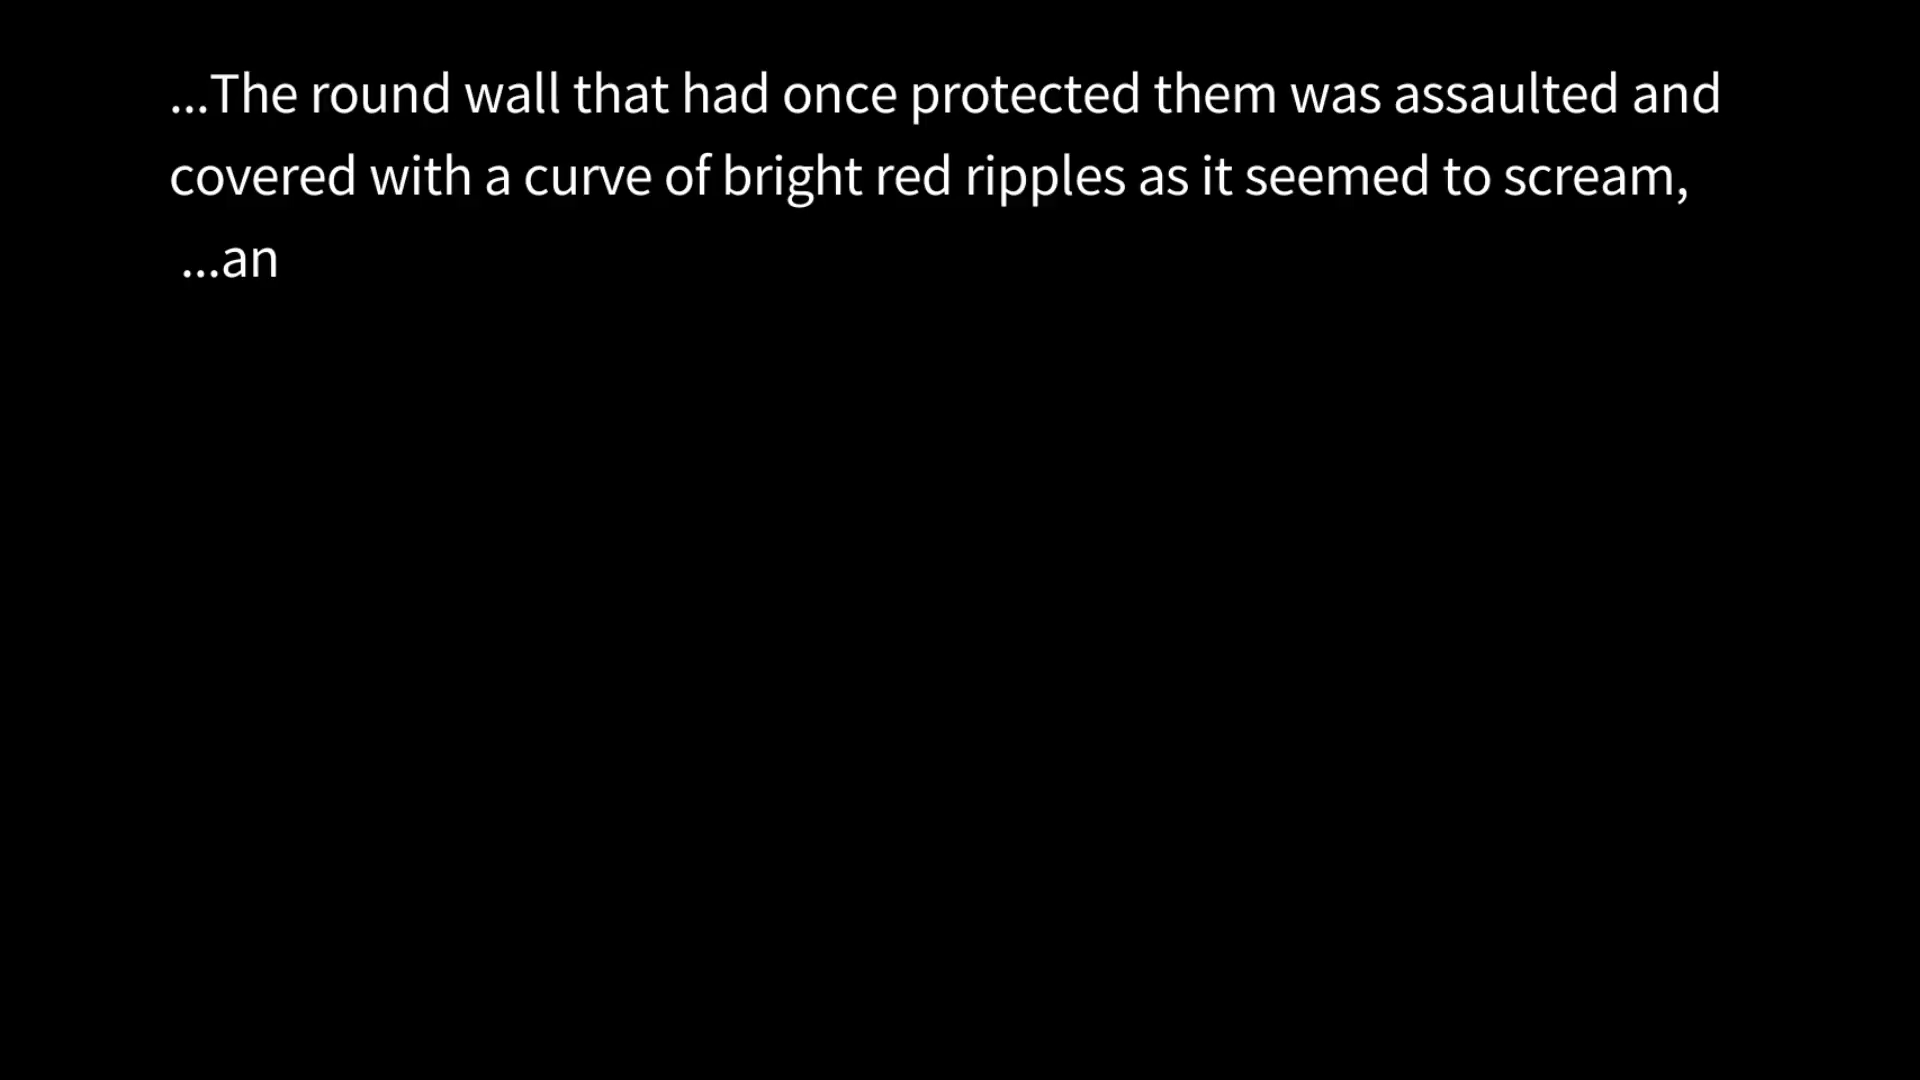 ...The round wall that had once protected them was assaulted and
covered with a curve of bright red ripples as it seemed to scream,
...an